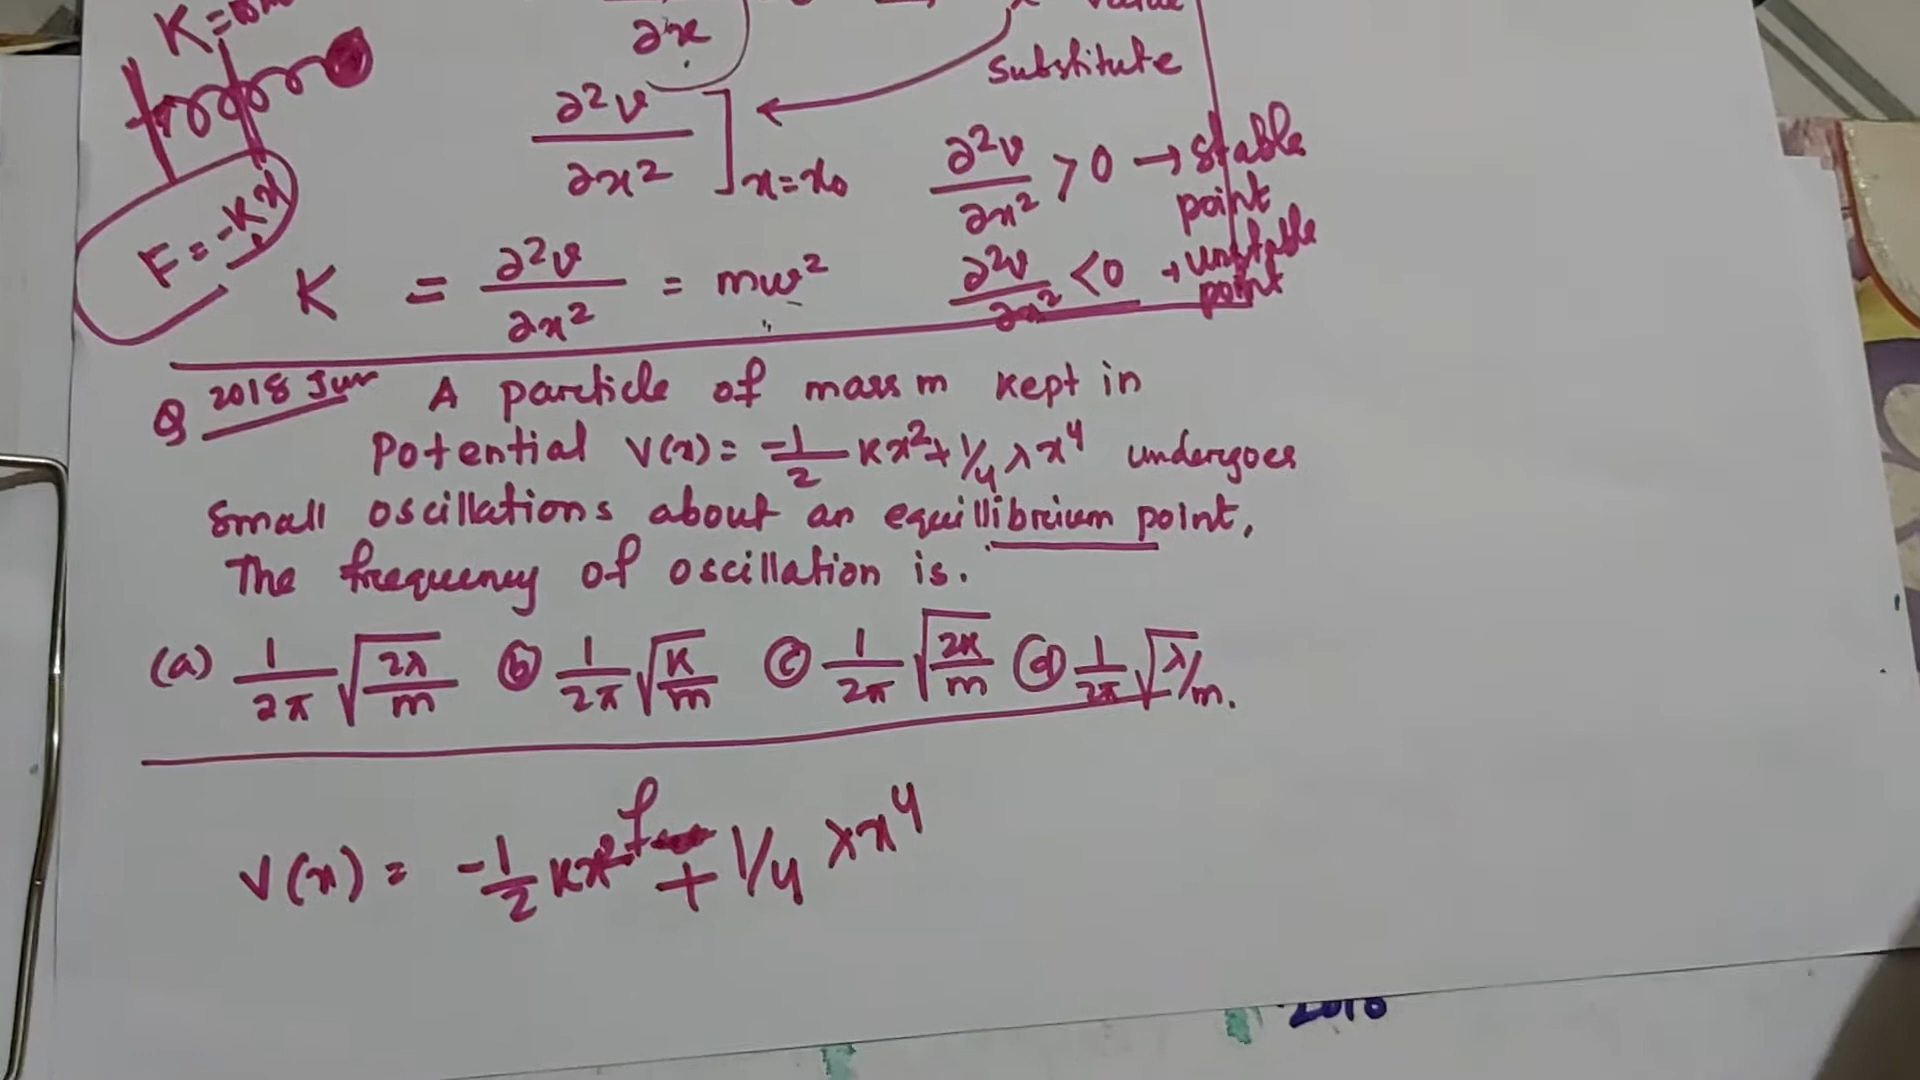 K=
∂x
Substitute
∂²v/∂x² ]x=x₀
∂²v/∂x² > 0 → stable point
F = -Kx
K = ∂²v/∂x² = mω²
∂²v/∂x² < 0 → unstable point
Q 2018 Jun A particle of mass m kept in
Potential V(x) = -1/2 Kx² + 1/4 λx⁴ undergoes
Small oscillations about an equillibrium point,
The frequency of oscillation is.
(a) 1/2π √(2λ/m) (b) 1/2π √(K/m) (c) 1/2π √(2K/m) (d) 1/2π √λ/m.
V(x) = -1/2 Kx² + 1/4 λx⁴
2018